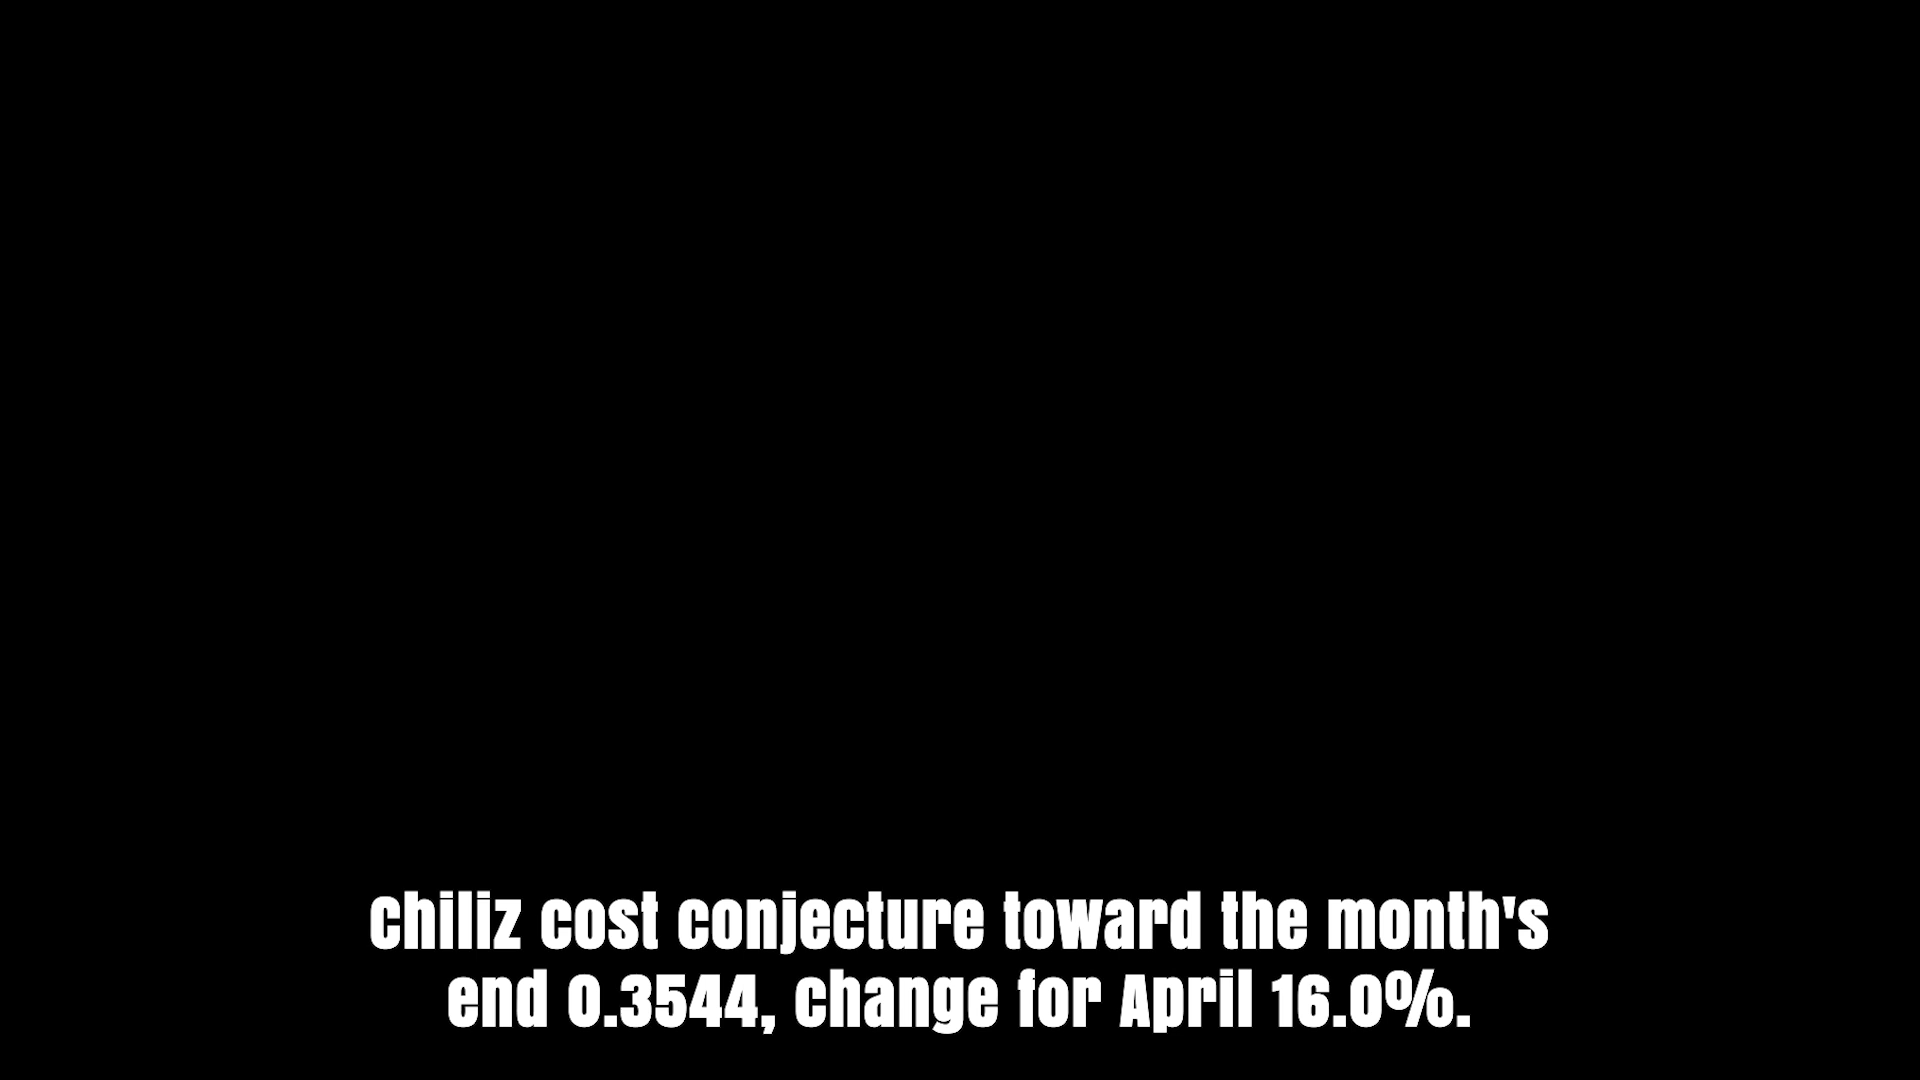 Chiliz cost conjecture toward the month's
end 0.3544, change for April 16.0%.